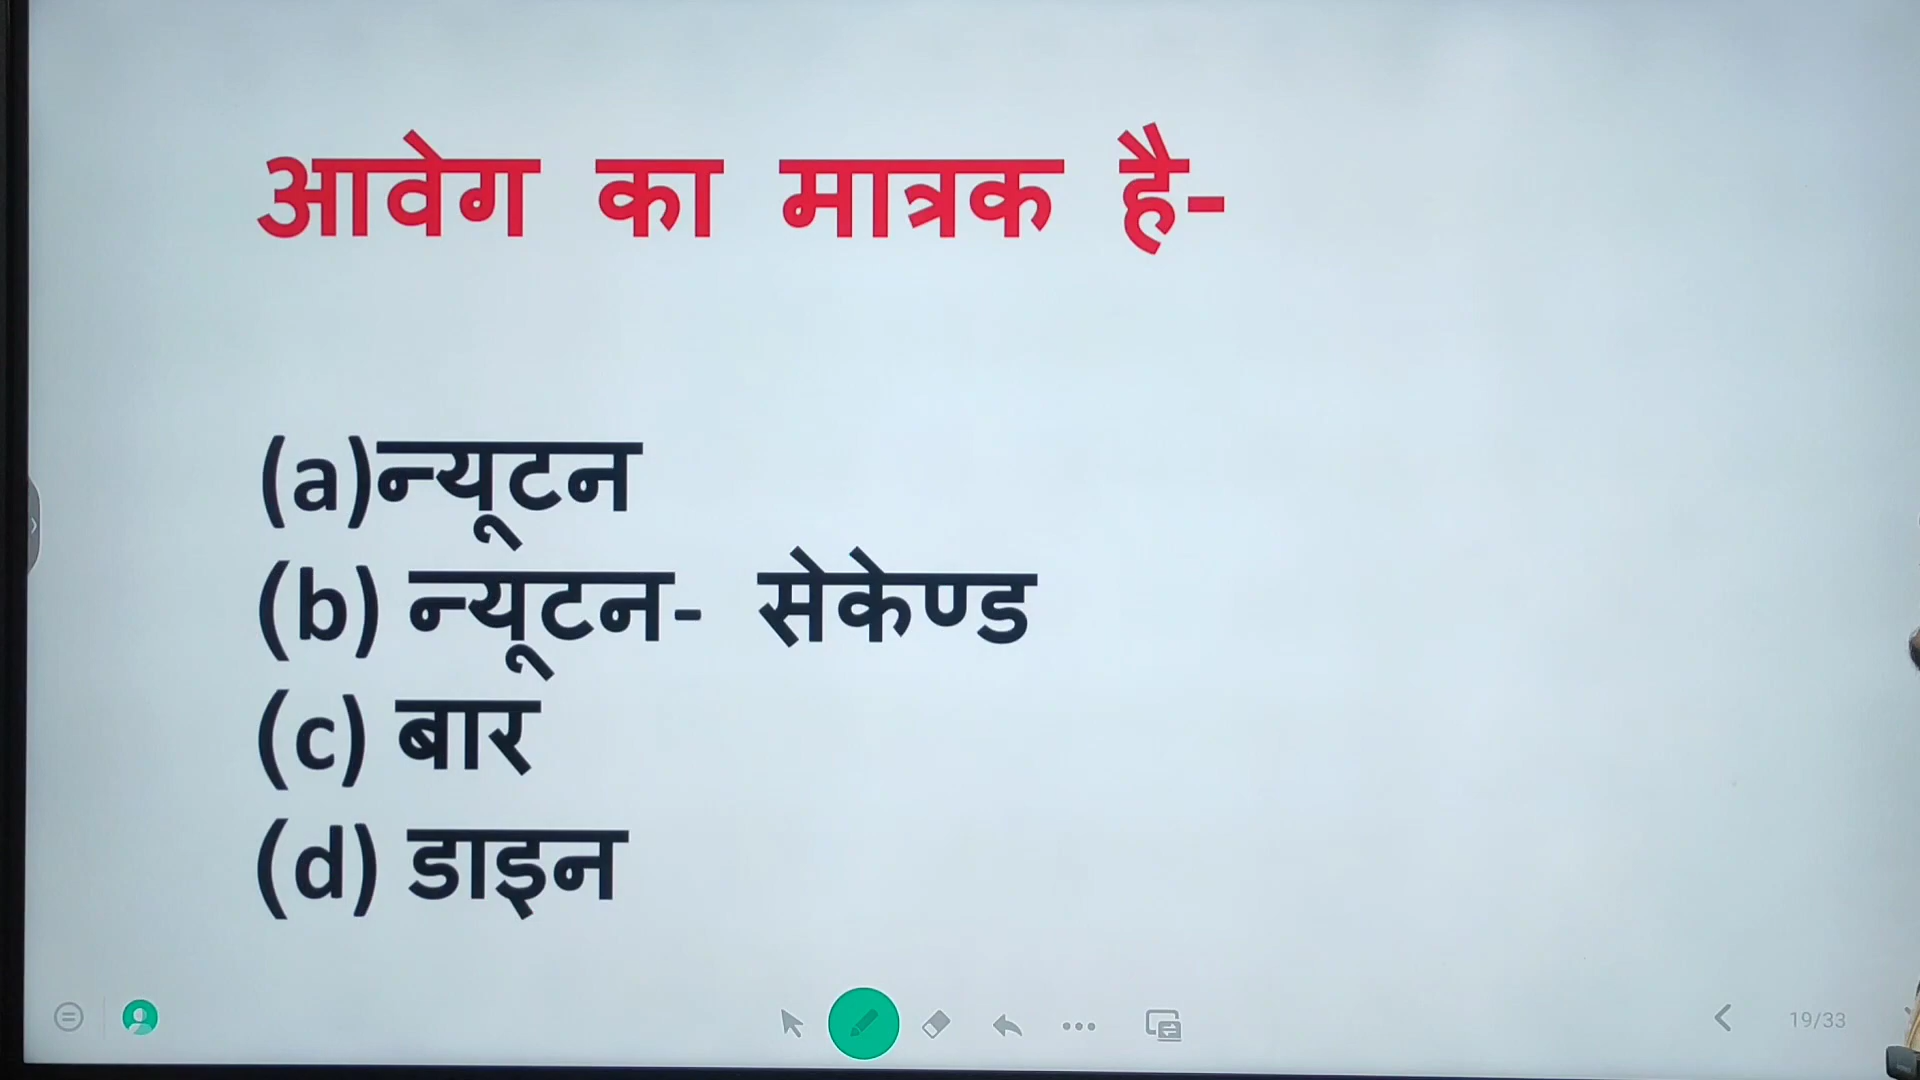 आवेग का मात्रक है-
(a)न्यूटन
(b) न्यूटन- सेकेण्ड
(c) बार
(d) डाइन
19/33